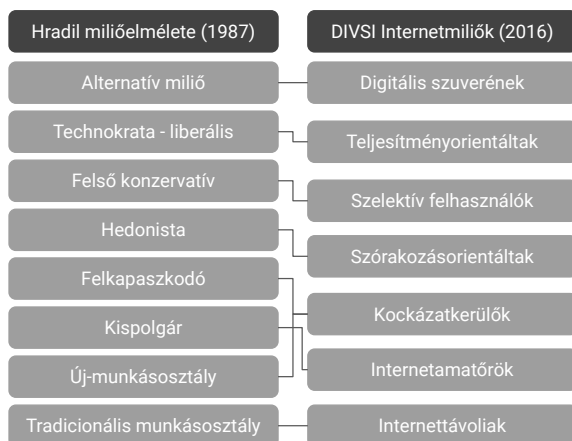 Hradil miliőelmélete (1987)
Alternatív milió
Technokrata - liberális
Felső konzervatív
Hedonista
Felkapaszkodó
Kispolgár
Új-munkásosztály
Tradicionális munkásosztály
DIVSI Internetmiliők (2016)
Digitális szuverének
Teljesítményorientáltak
Szelektív felhasználók
Szórakozásorientáltak
Kockázatkerülők
Internetamatőrök
Internettávoliak